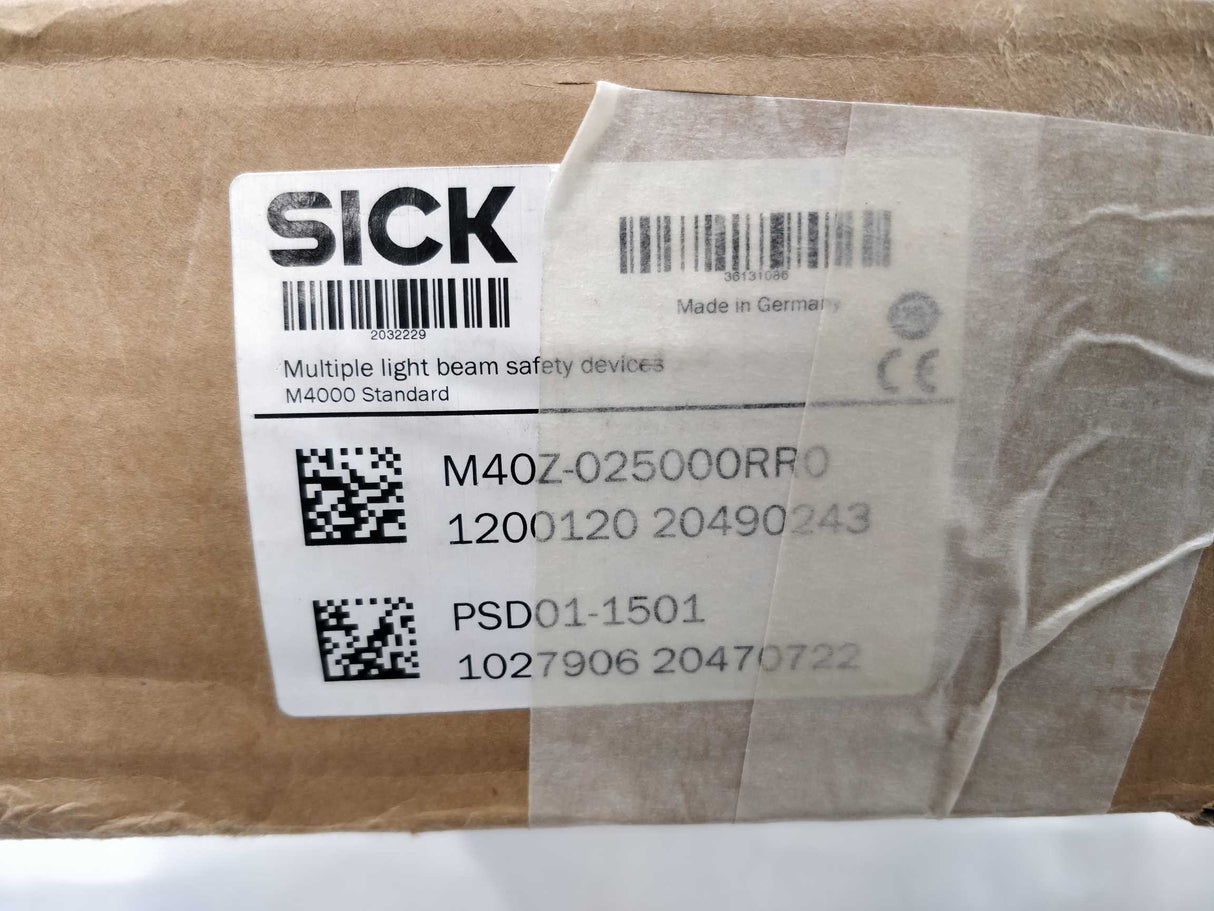 SICK
2032229
36131086
Made in Germany
Multiple light beam safety devices
M4000 Standard
CE
M40Z-025000RR0
1200120 20490243
PSD01-1501
1027906 20470722